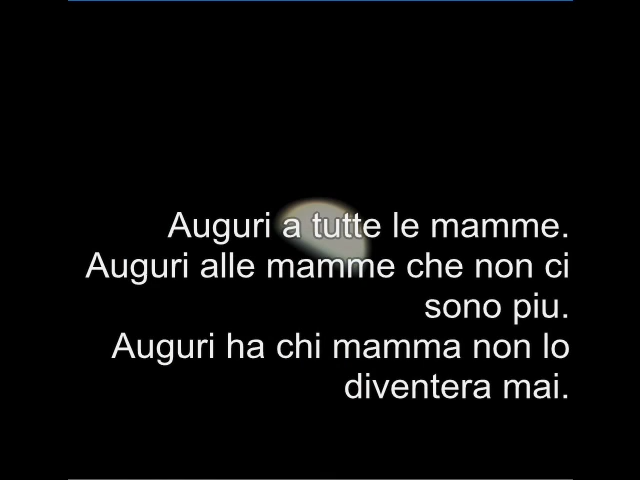 Auguri a tutte le mamme.
Auguri alle mamme che non ci
sono piu.
Auguri ha chi mamma non lo
diventera mai.